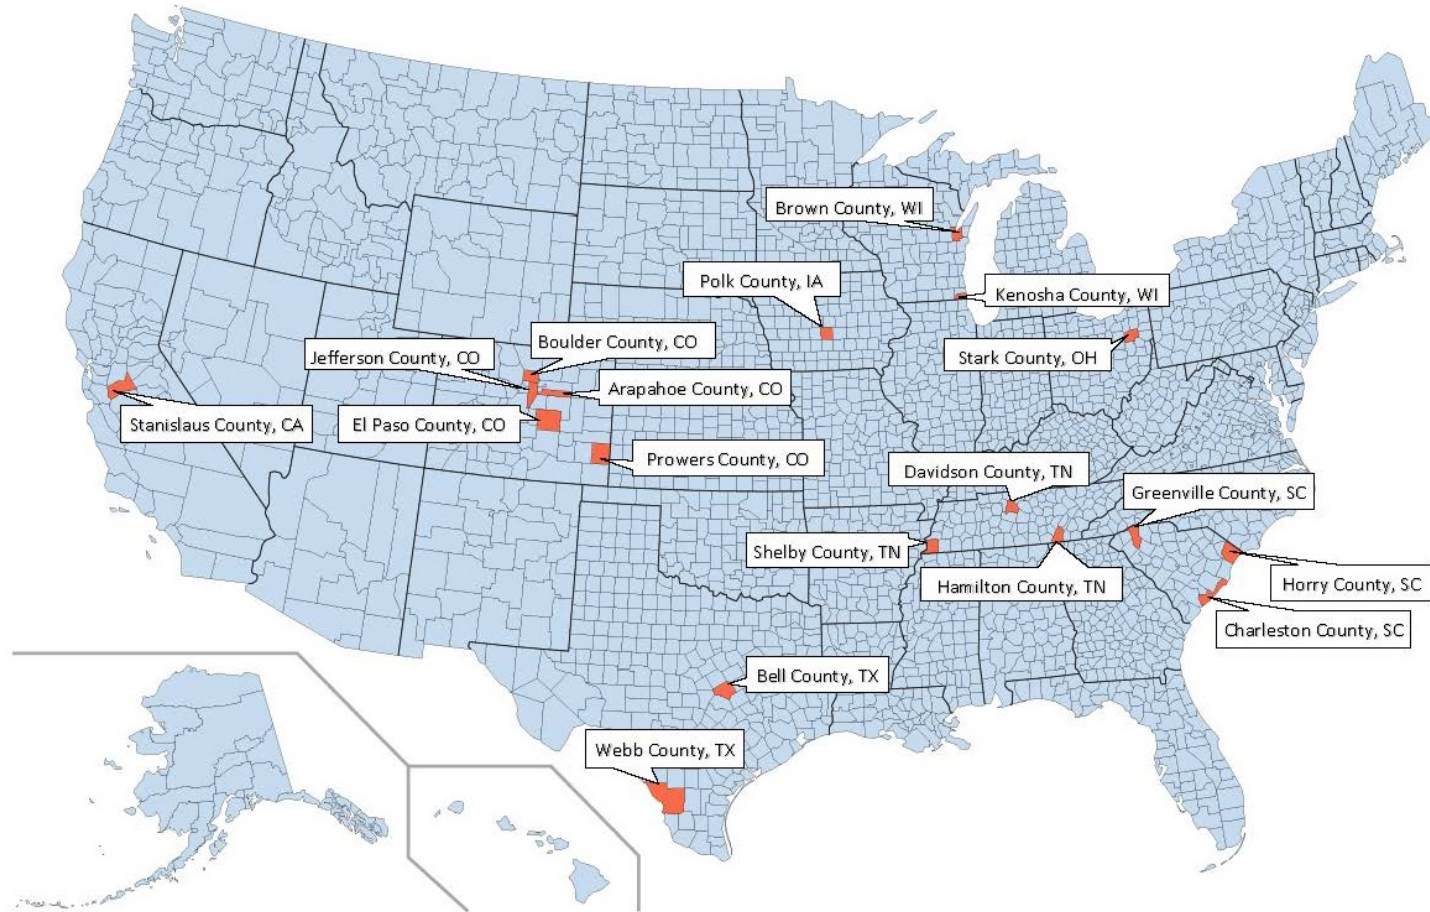 Brown County, WI
Polk County, IA
Kenosha County, WI
Boulder County, CO
Jefferson County, CO
Stark County, OH
Arapahoe County, CO
Stanislaus County, CA
El Paso County, CO
Prowers County, CO
Davidson County, TN
Greenville County, SC
Shelby County, TN
Hamilton County, TN
Horry County, SC
Charleston County, SC
Bell County, TX
Webb County, TX